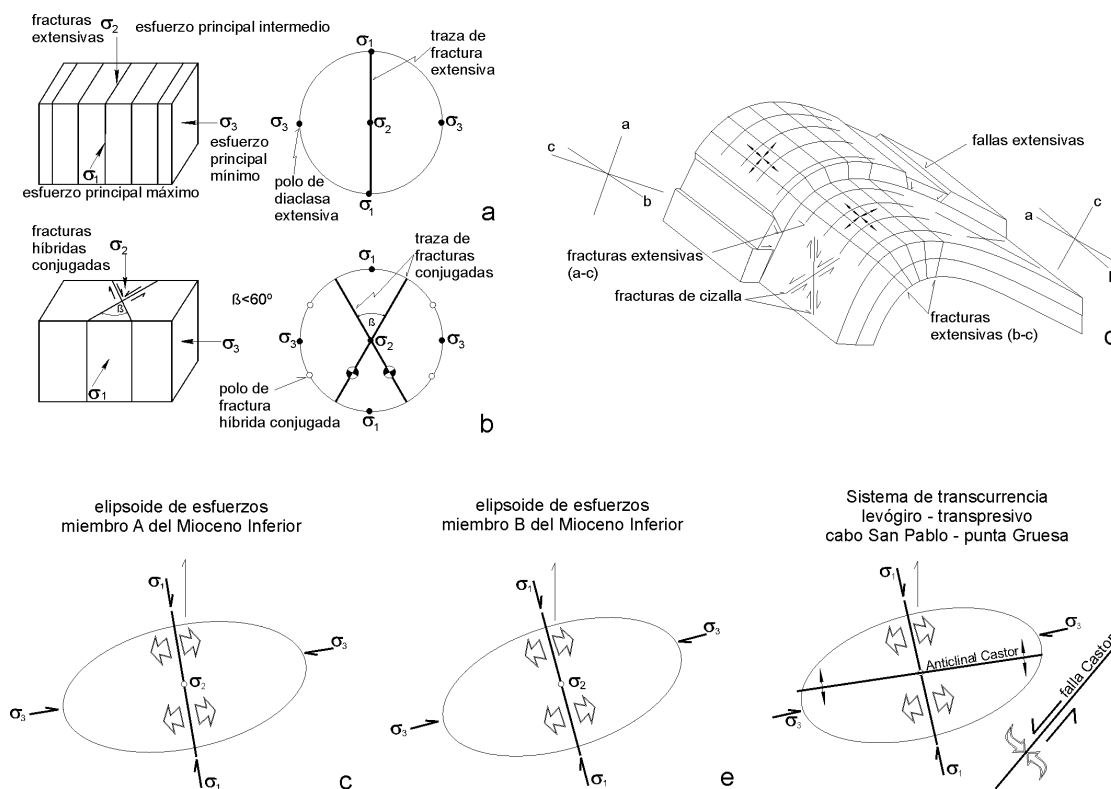 fracturas
extensivas
σ2
esfuerzo principal intermedio
σ3
esfuerzo
principal
mínimo
σ1
esfuerzo principal máximo
σ1
traza de
fractura
extensiva
σ3
σ2
σ3
polo de
diaclasa
extensiva
σ1
a
fracturas
híbridas
conjugadas
σ2
ß
σ3
σ1
ß<60º
σ1
traza de
fracturas
conjugadas
ß
σ3
σ2
σ3
polo de
fractura
híbrida conjugada
σ1
b
a
c
b
fallas extensivas
c
a
fracturas extensivas
(a-c)
fracturas de cizalla
fracturas
extensivas (b-c)
elipsoide de esfuerzos
miembro A del Mioceno Inferior
σ1
σ3
σ2
σ3
σ1
c
elipsoide de esfuerzos
miembro B del Mioceno Inferior
σ1
σ3
σ2
σ3
σ1
e
Sistema de transcurrencia
levógiro - transpresivo
cabo San Pablo - punta Gruesa
σ1
σ3
Anticlinal Castor
falla Castor
σ3
σ1